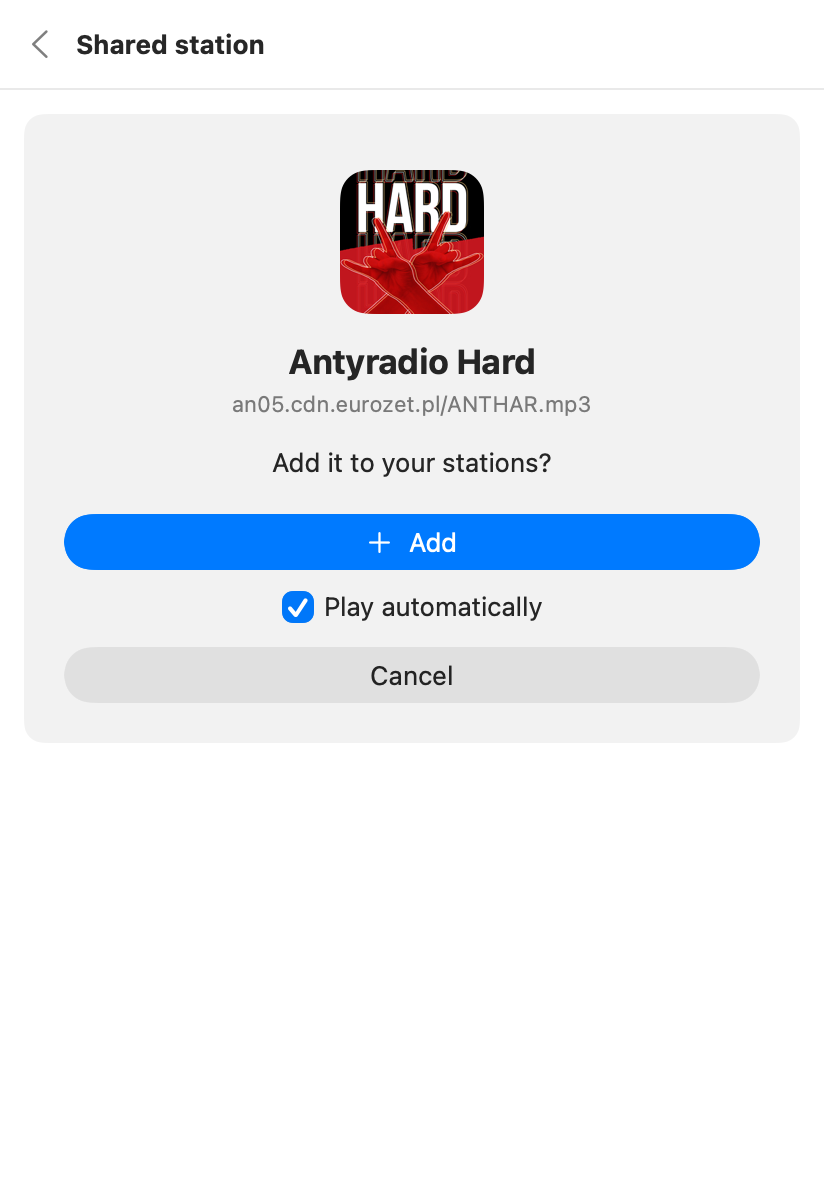 Shared station
HARD
Antyradio Hard
an05.cdn.eurozet.pl/ANTHAR.mp3
Add it to your stations?
+ Add
Play automatically
Cancel